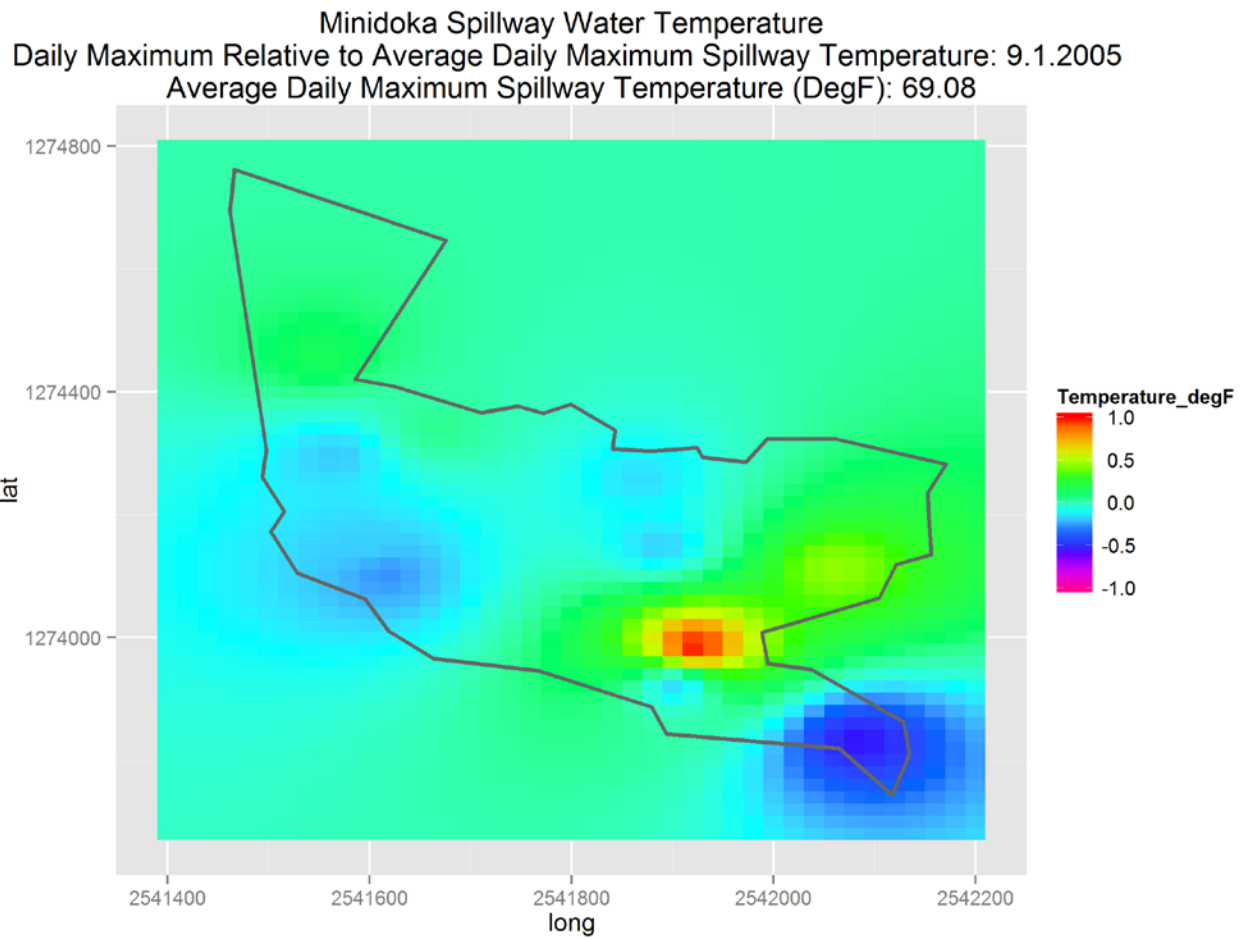 Minidoka Spillway Water Temperature
Daily Maximum Relative to Average Daily Maximum Spillway Temperature: 9.1.2005
Average Daily Maximum Spillway Temperature (DegF): 69.08
1274800
1274400
1274000
lat
2541400 2541600 2541800 2542000 2542200
long
Temperature_degF
1.0
0.5
0.0
-0.5
-1.0